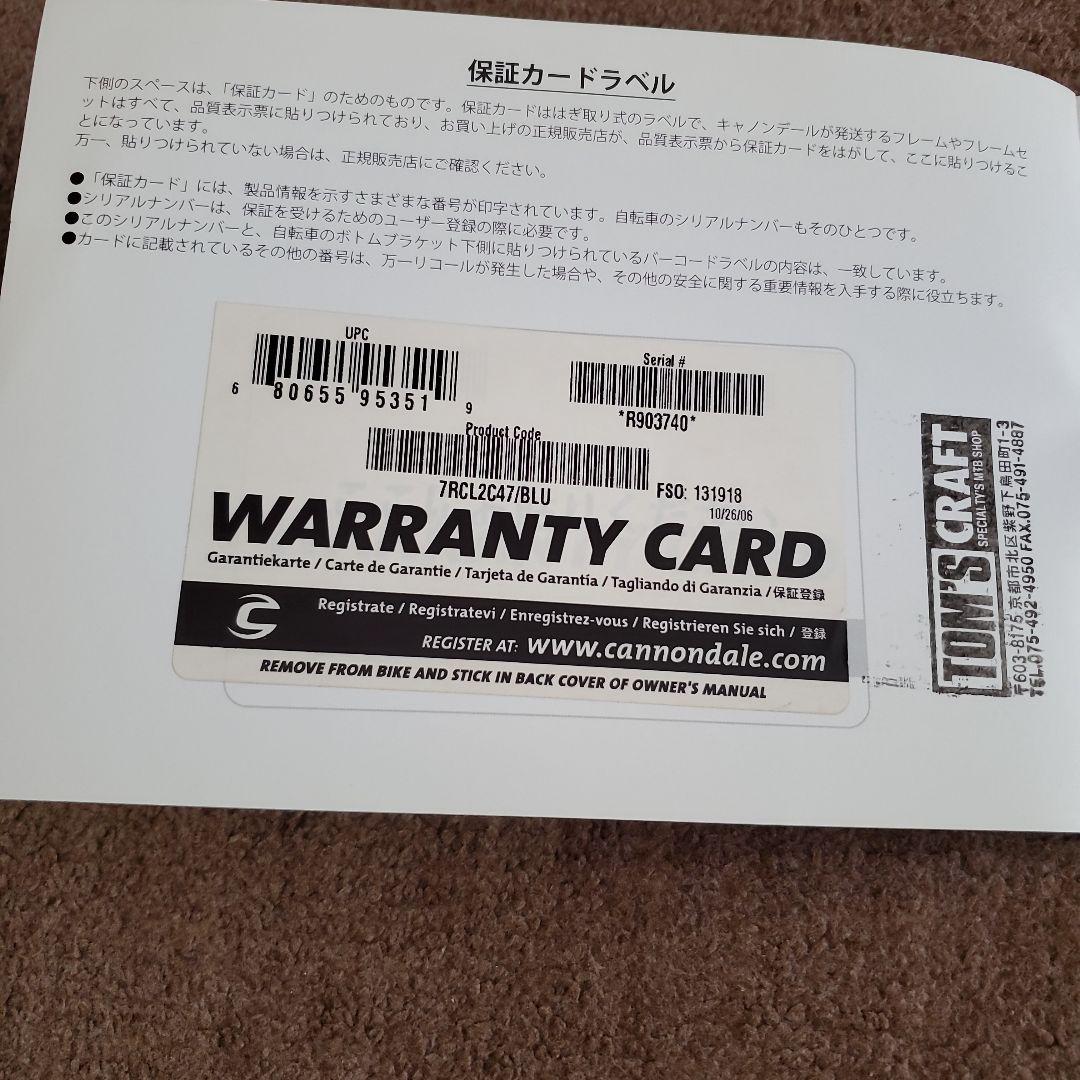 保証カードラベル
下側のスペースは、「保証カード」のためのものです。保証カードははぎ取り式のラベルで、キャノンデールが発送するフレームやフレームセ
ットはすべて、品質表示票に貼りつけられており、お買い上げの正規販売店が、品質表示票から保証カードをはがして、ここに貼りつけるこ
とになっています。
万一、貼りつけられていない場合は、正規販売店にご確認ください。
●「保証カード」には、製品情報を示すさまざまな番号が印字されています。自転車のシリアルナンバーもそのひとつです。
●シリアルナンバーは、保証を受けるためのユーザー登録の際に必要です。
●このシリアルナンバーと、自転車のボトムブラケット下側に貼りつけられているバーコードラベルの内容は、一致しています。
●カードに記載されているその他の番号は、万一リコールが発生した場合や、その他の安全に関する重要情報を入手する際に役立ちます。
UPC
6 80655 95351 9
Serial #
*R903740*
Product Code
7RCL2C47/BLU
FSO: 131918
10/26/06
WARRANTY CARD
Garantiekarte / Carte de Garantie / Tarjeta de Garantía / Tagliando di Garanzia / 保証登録
Registrate / Registratevi / Enregistrez-vous / Registrieren Sie sich / 登録
REGISTER AT: www.cannondale.com
REMOVE FROM BIKE AND STICK IN BACK COVER OF OWNER'S MANUAL
TOM'S CRAFT
SPECIALTY'S MTB SHOP
〒603-8175 京都市北区紫野下鳥田町1-3
TEL.075-492-4950 FAX.075-491-4887